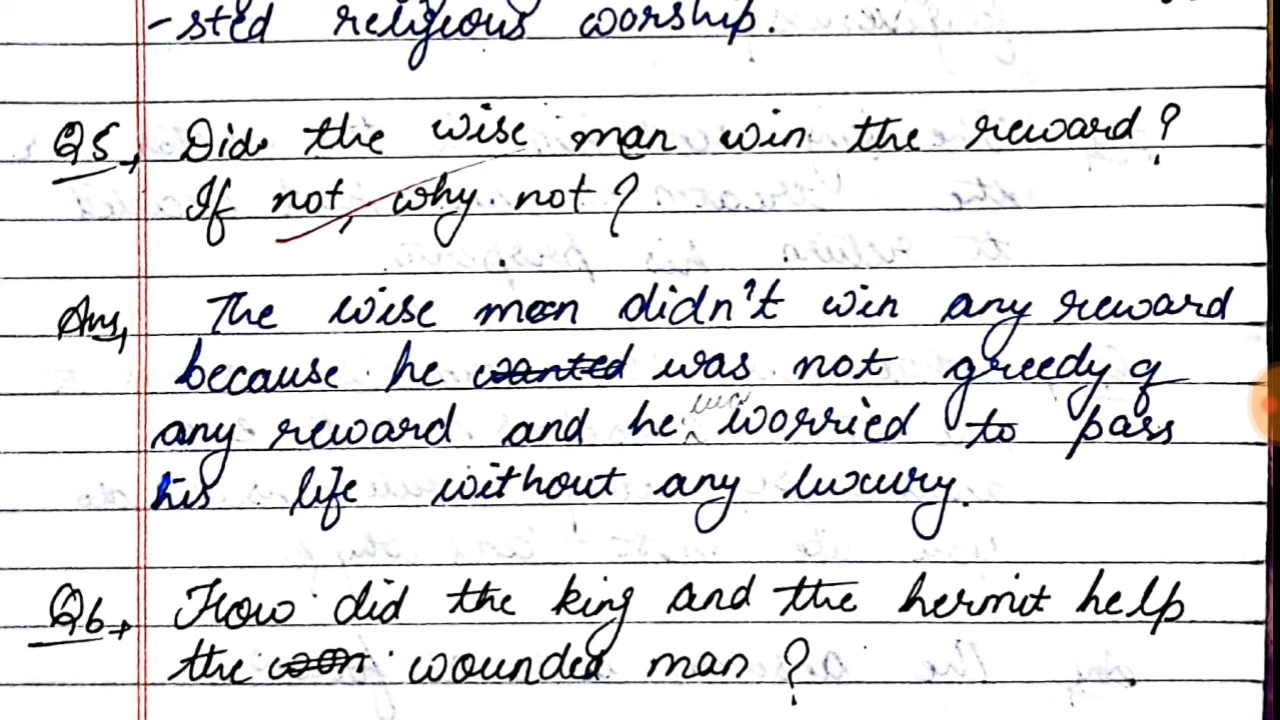 -sted religious worship.
Q5, Did the wise man win the reward?
If not, why not?
Ans, The wise man didn't win any reward
because he wanted was not greedy of
any reward and he was worried to pass
his life without any luxury.
Q6, How did the king and the hermit help
the won wounded man?